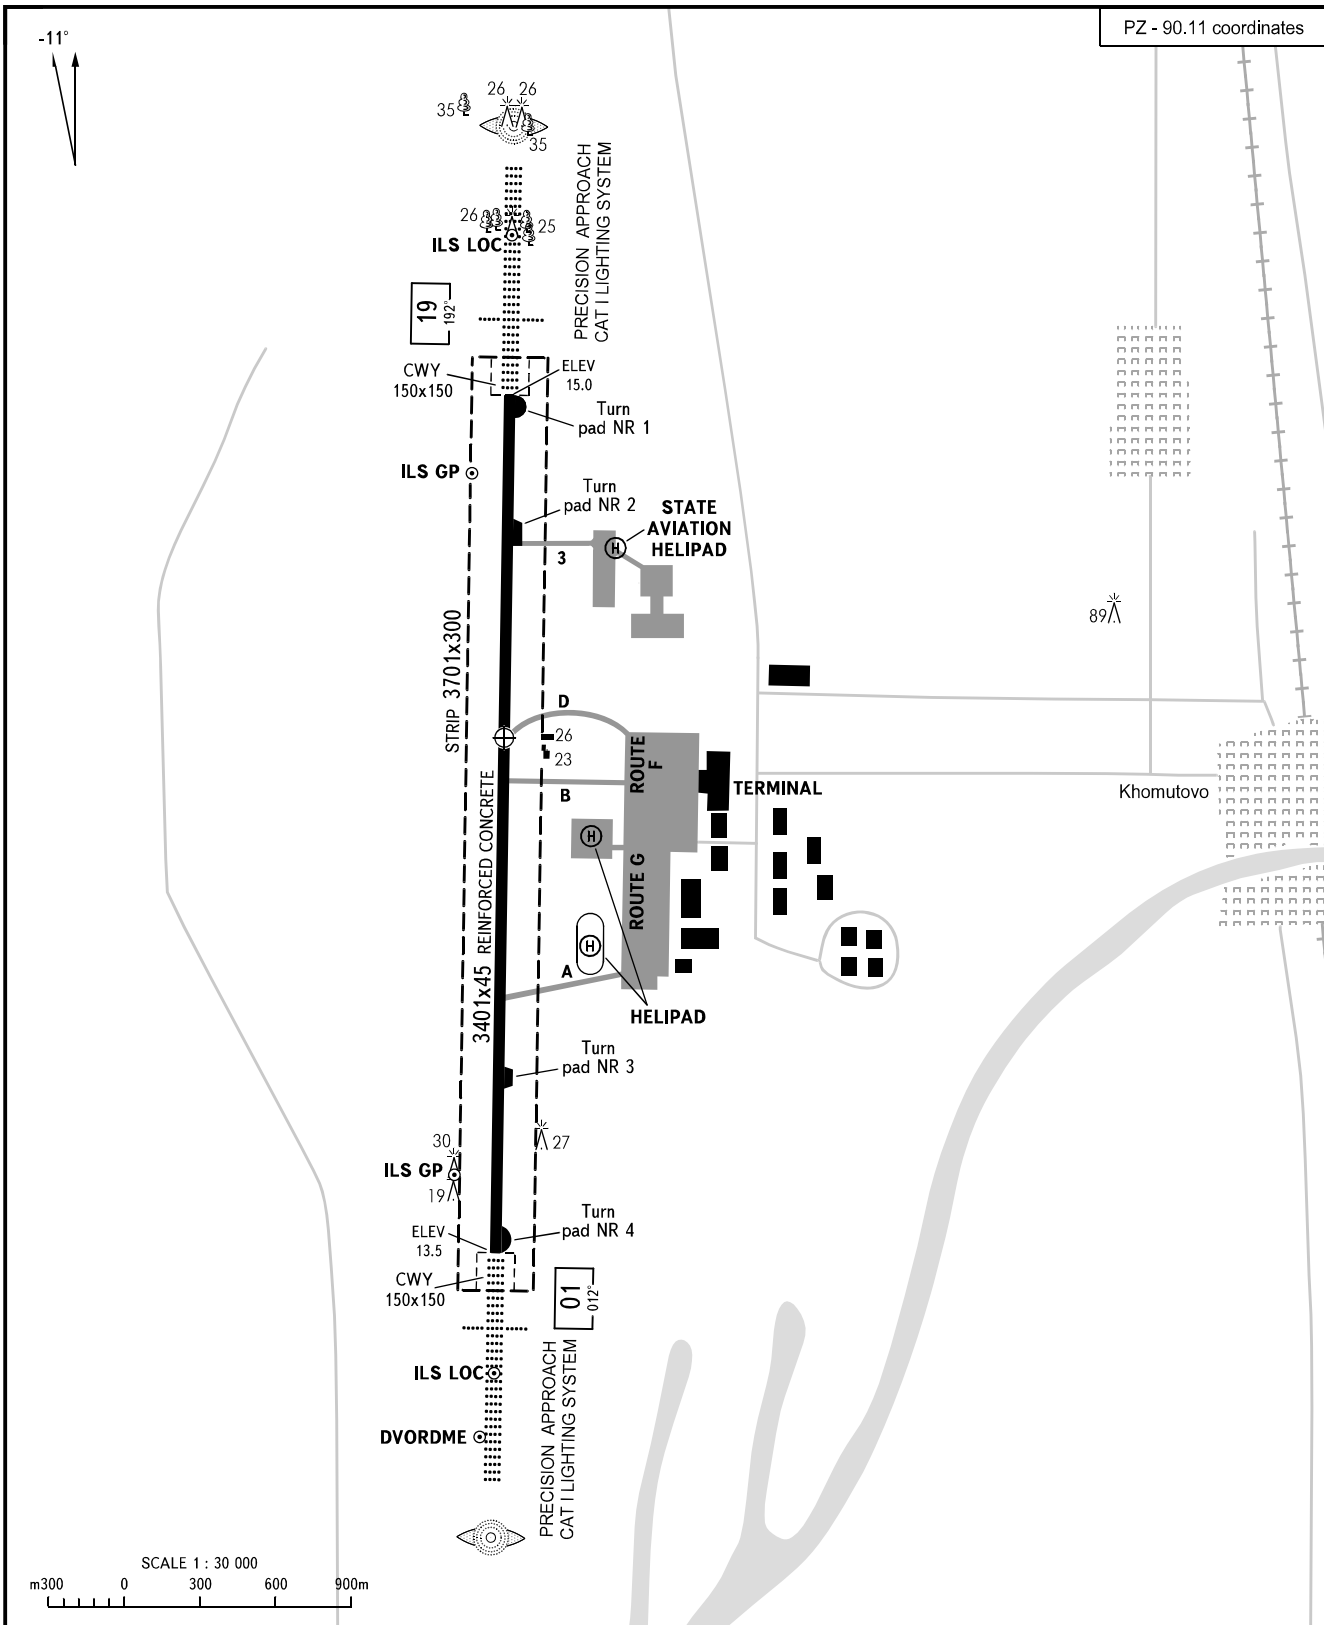 PZ - 90.11 coordinates
-11°
26 26
35
35
PRECISION APPROACH
CAT I LIGHTING SYSTEM
26
25
ILS LOC
19
192°
CWY
150x150
ELEV
15.0
Turn
pad NR 1
ILS GP
Turn
pad NR 2
STATE
AVIATION
HELIPAD
H
3
89
STRIP 3701x300
D
26
23
ROUTE
F
TERMINAL
B
Khomutovo
3401x45 REINFORCED CONCRETE
H
ROUTE G
H
A
HELIPAD
Turn
pad NR 3
30
27
ILS GP
19
Turn
pad NR 4
ELEV
13.5
CWY
150x150
01
012°
PRECISION APPROACH
CAT I LIGHTING SYSTEM
ILS LOC
DVORDME
SCALE 1 : 30 000
m300 0 300 600 900m